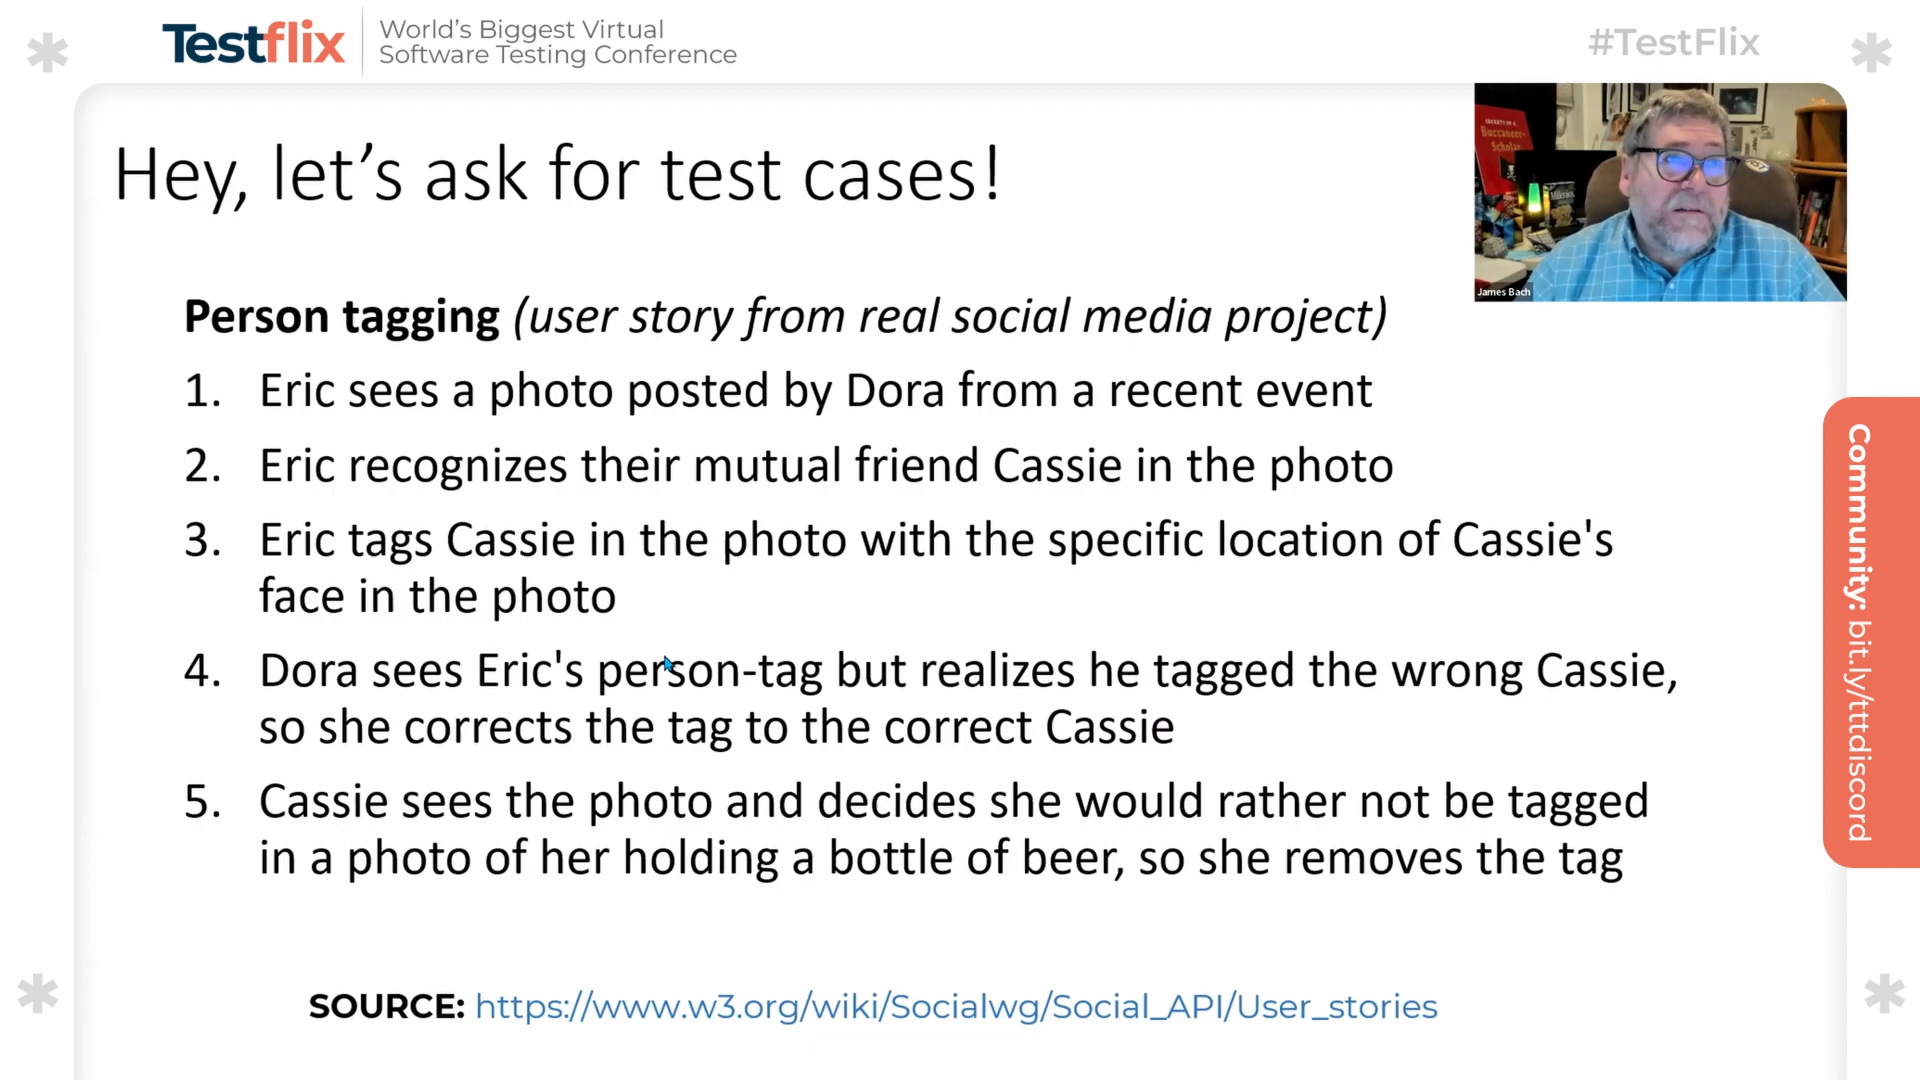 Testflix
World's Biggest Virtual
Software Testing Conference
#TestFlix
Hey, let's ask for test cases!
SECRETS OF A
Buccaneer-
Scholar
James Bach
Person tagging (user story from real social media project)
1. Eric sees a photo posted by Dora from a recent event
2. Eric recognizes their mutual friend Cassie in the photo
3. Eric tags Cassie in the photo with the specific location of Cassie's
face in the photo
4. Dora sees Eric's person-tag but realizes he tagged the wrong Cassie,
so she corrects the tag to the correct Cassie
5. Cassie sees the photo and decides she would rather not be tagged
in a photo of her holding a bottle of beer, so she removes the tag
Community: bit.ly/tttdiscord
SOURCE: https://www.w3.org/wiki/Socialwg/Social_API/User_stories